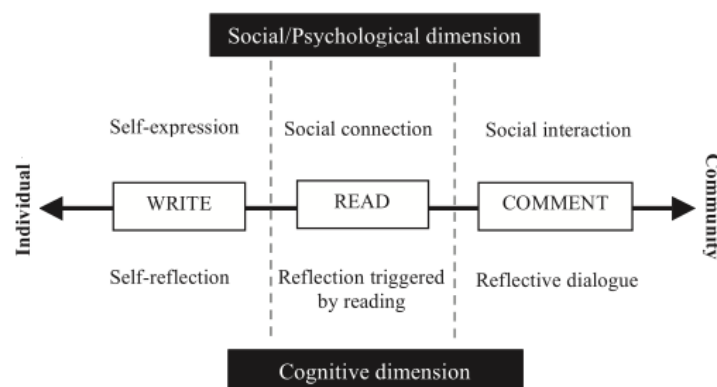 Social/Psychological dimension
Self-expression
Social connection
Social interaction
Individual
WRITE
READ
COMMENT
Community
Self-reflection
Reflection triggered
by reading
Reflective dialogue
Cognitive dimension